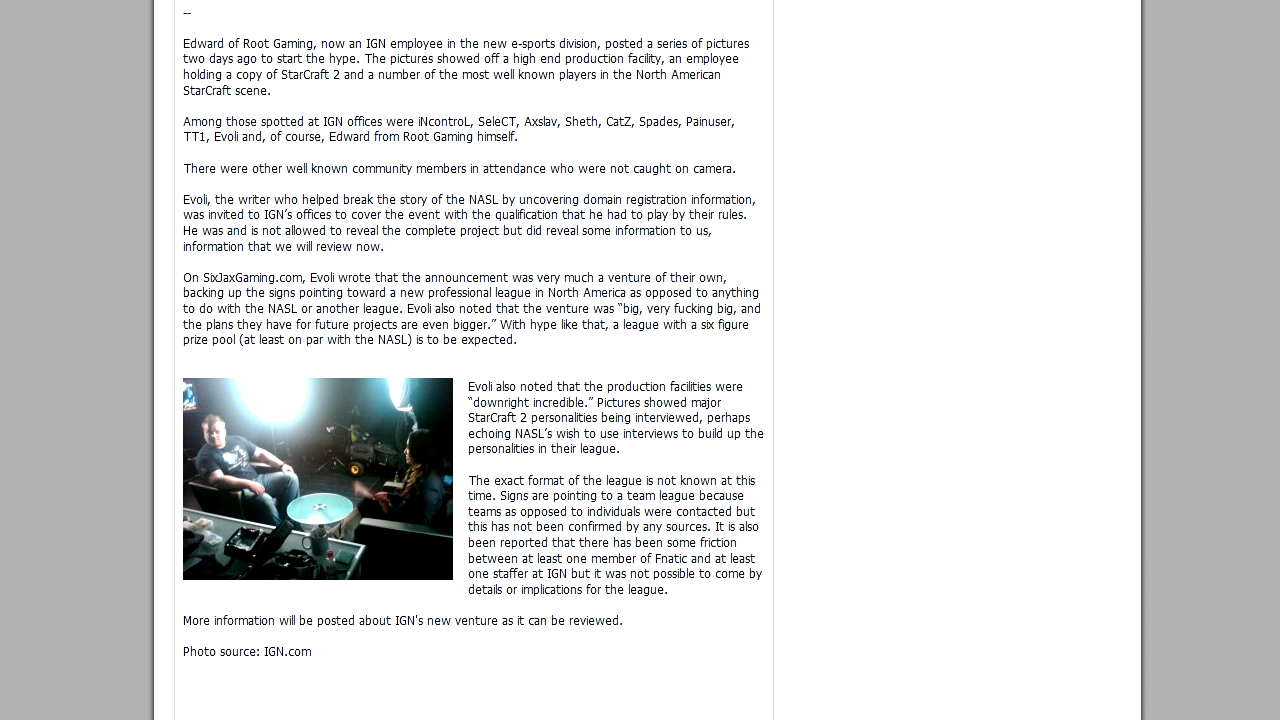 --
Edward of Root Gaming, now an IGN employee in the new e-sports division, posted a series of pictures
two days ago to start the hype. The pictures showed off a high end production facility, an employee
holding a copy of StarCraft 2 and a number of the most well known players in the North American
StarCraft scene.
Among those spotted at IGN offices were iNcontroL, SeleCT, Axslav, Sheth, CatZ, Spades, Painuser,
TT1, Evoli and, of course, Edward from Root Gaming himself.
There were other well known community members in attendance who were not caught on camera.
Evoli, the writer who helped break the story of the NASL by uncovering domain registration information,
was invited to IGN’s offices to cover the event with the qualification that he had to play by their rules.
He was and is not allowed to reveal the complete project but did reveal some information to us,
information that we will review now.
On SixJaxGaming.com, Evoli wrote that the announcement was very much a venture of their own,
backing up the signs pointing toward a new professional league in North America as opposed to anything
to do with the NASL or another league. Evoli also noted that the venture was “big, very fucking big, and
the plans they have for future projects are even bigger.” With hype like that, a league with a six figure
prize pool (at least on par with the NASL) is to be expected.
Evoli also noted that the production facilities were
“downright incredible.” Pictures showed major
StarCraft 2 personalities being interviewed, perhaps
echoing NASL’s wish to use interviews to build up the
personalities in their league.
The exact format of the league is not known at this
time. Signs are pointing to a team league because
teams as opposed to individuals were contacted but
this has not been confirmed by any sources. It is also
been reported that there has been some friction
between at least one member of Fnatic and at least
one staffer at IGN but it was not possible to come by
details or implications for the league.
More information will be posted about IGN's new venture as it can be reviewed.
Photo source: IGN.com